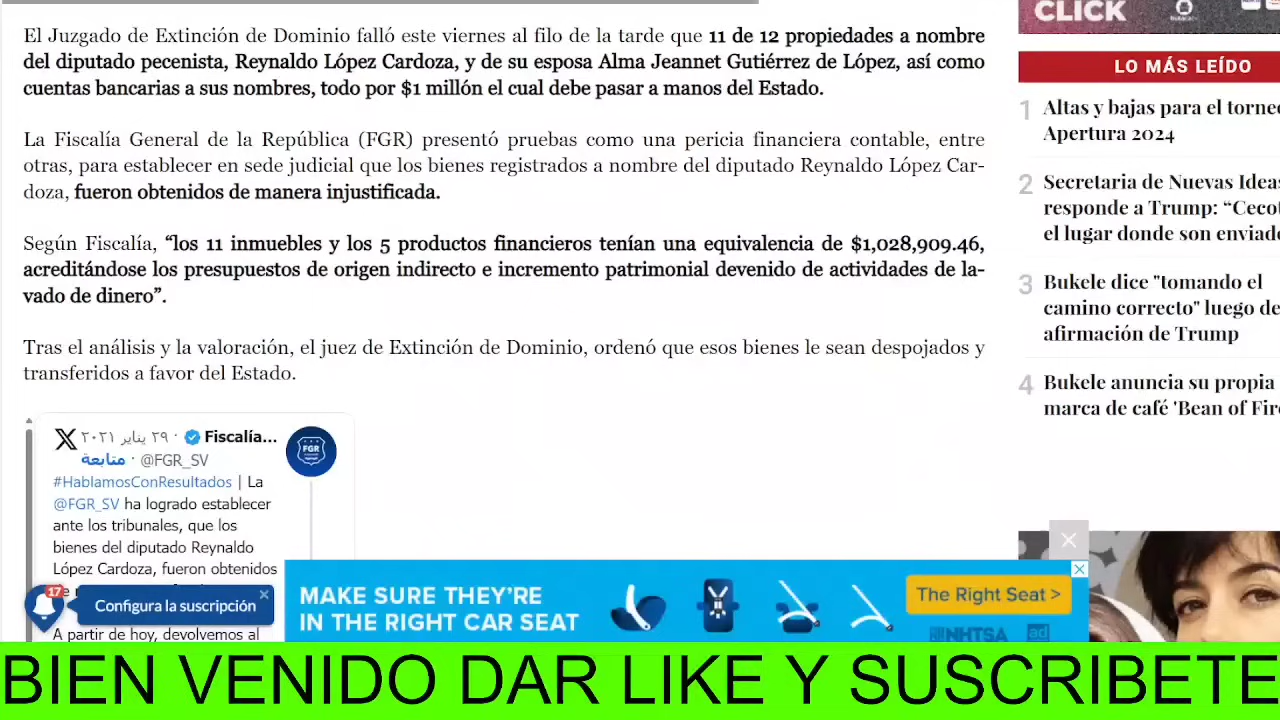 El Juzgado de Extinción de Dominio falló este viernes al filo de la tarde que 11 de 12 propiedades a nombre
del diputado pecenista, Reynaldo López Cardoza, y de su esposa Alma Jeannet Gutiérrez de López, así como
cuentas bancarias a sus nombres, todo por $1 millón el cual debe pasar a manos del Estado.
La Fiscalía General de la República (FGR) presentó pruebas como una pericia financiera contable, entre
otras, para establecer en sede judicial que los bienes registrados a nombre del diputado Reynaldo López Car-
doza, fueron obtenidos de manera injustificada.
Según Fiscalía, “los 11 inmuebles y los 5 productos financieros tenían una equivalencia de $1,028,909.46,
acreditándose los presupuestos de origen indirecto e incremento patrimonial devenido de actividades de la-
vado de dinero”.
Tras el análisis y la valoración, el juez de Extinción de Dominio, ordenó que esos bienes le sean despojados y
transferidos a favor del Estado.
Fiscalía... · ٢٩ يناير ٢٠٢١
@FGR_SV · متابعة
FGR
#HablamosConResultados | La
@FGR_SV ha logrado establecer
ante los tribunales, que los
bienes del diputado Reynaldo
López Cardoza, fueron obtenidos
A partir de hoy, devolvemos al
17
Configura la suscripción
CLICK
LO MÁS LEÍDO
1 Altas y bajas para el torneo
Apertura 2024
2 Secretaria de Nuevas Ideas
responde a Trump: “Cecot
el lugar donde son enviado
3 Bukele dice "tomando el
camino correcto" luego de
afirmación de Trump
4 Bukele anuncia su propia
marca de café 'Bean of Fire
MAKE SURE THEY’RE
IN THE RIGHT CAR SEAT
The Right Seat >
NHTSA
ad
BIEN VENIDO DAR LIKE Y SUSCRIBETE